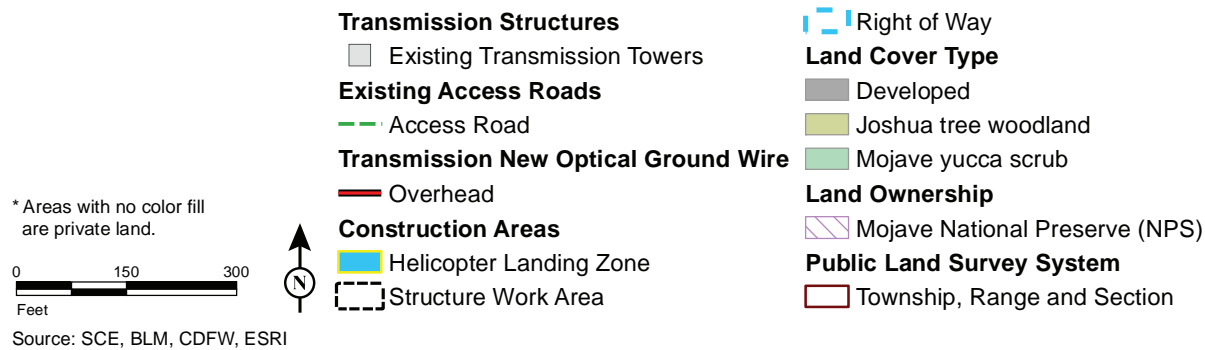 * Areas with no color fill
are private land.
0 150 300
Feet
Source: SCE, BLM, CDFW, ESRI
N
Transmission Structures
Existing Transmission Towers
Existing Access Roads
Access Road
Transmission New Optical Ground Wire
Overhead
Construction Areas
Helicopter Landing Zone
Structure Work Area
Right of Way
Land Cover Type
Developed
Joshua tree woodland
Mojave yucca scrub
Land Ownership
Mojave National Preserve (NPS)
Public Land Survey System
Township, Range and Section